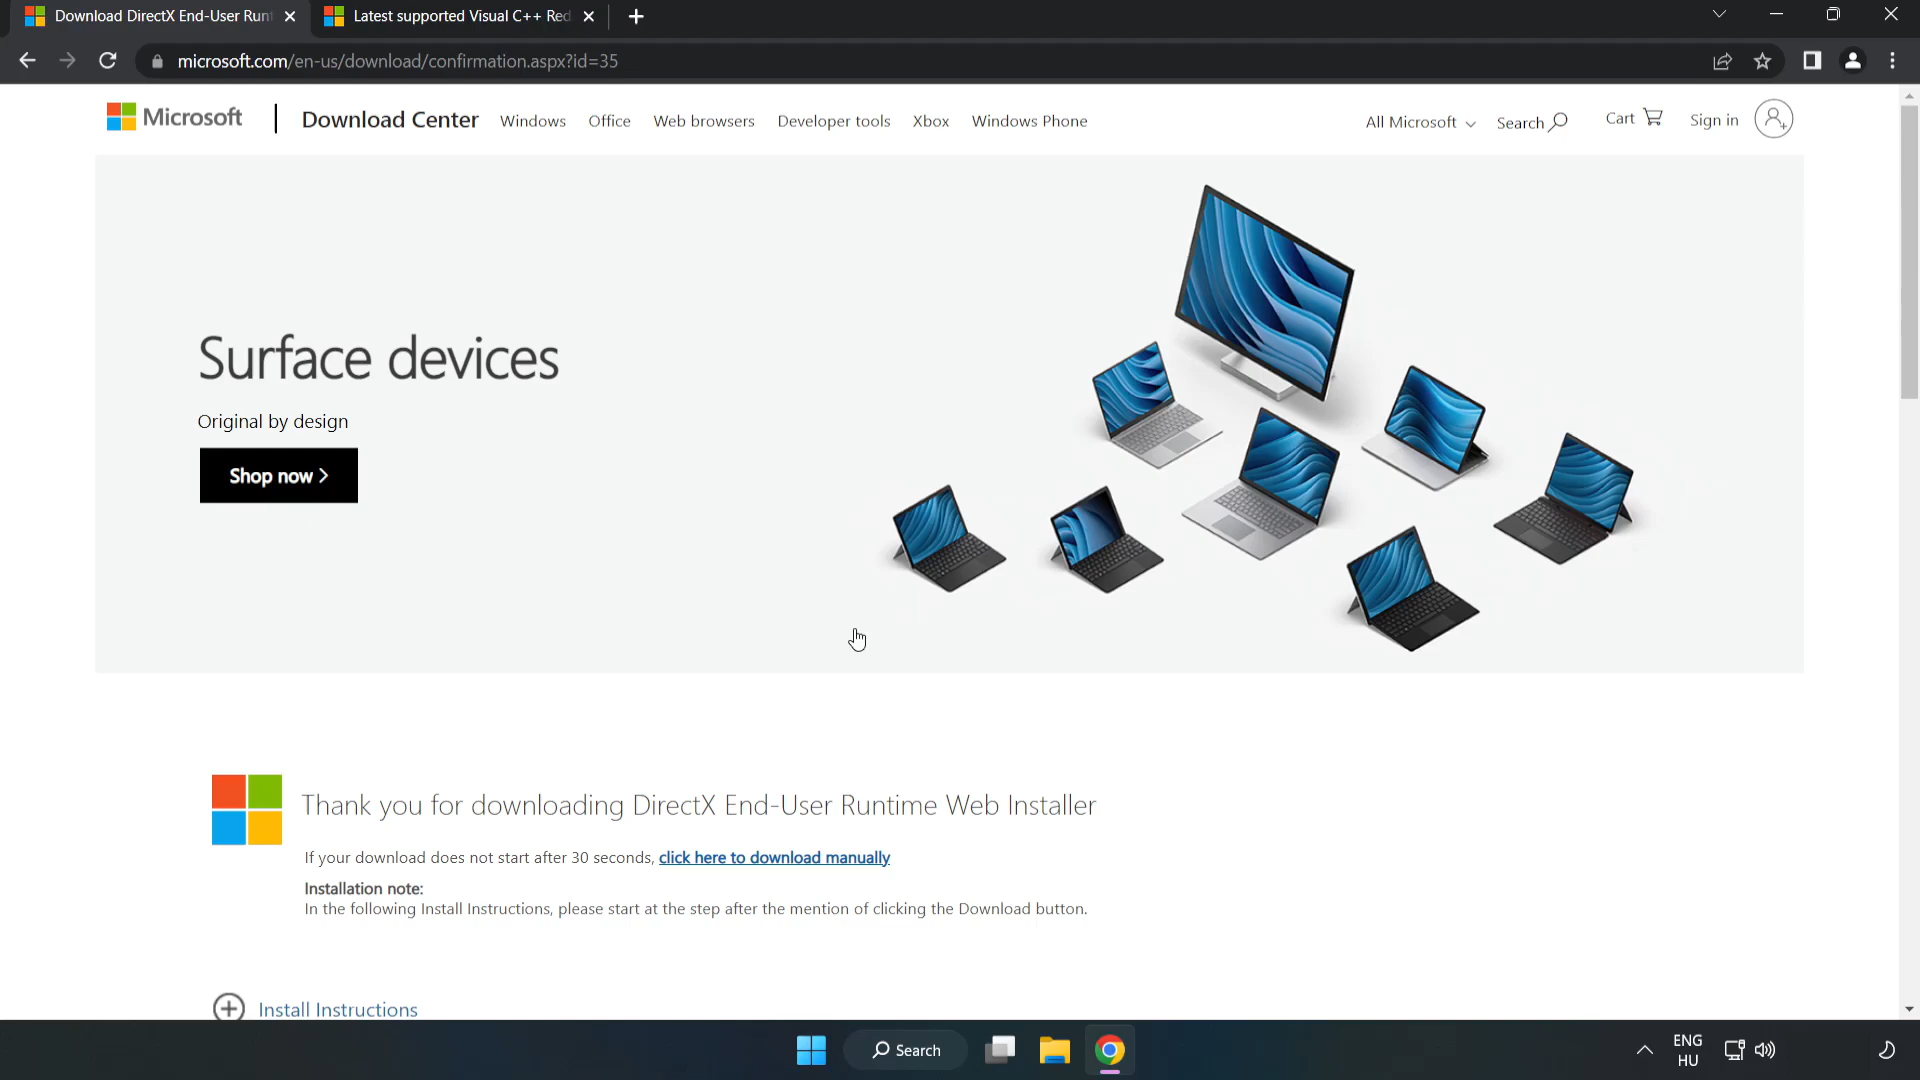 Download DirectX End-User Runt
Latest supported Visual C++ Red
microsoft.com/en-us/download/confirmation.aspx?id=35
Microsoft
Download Center
Windows
Office
Web browsers
Developer tools
Xbox
Windows Phone
All Microsoft
Search
Cart
Sign in
Surface devices
Original by design
Shop now >
Thank you for downloading DirectX End-User Runtime Web Installer
If your download does not start after 30 seconds, click here to download manually
Installation note:
In the following Install Instructions, please start at the step after the mention of clicking the Download button.
Install Instructions
Search
ENG
HU